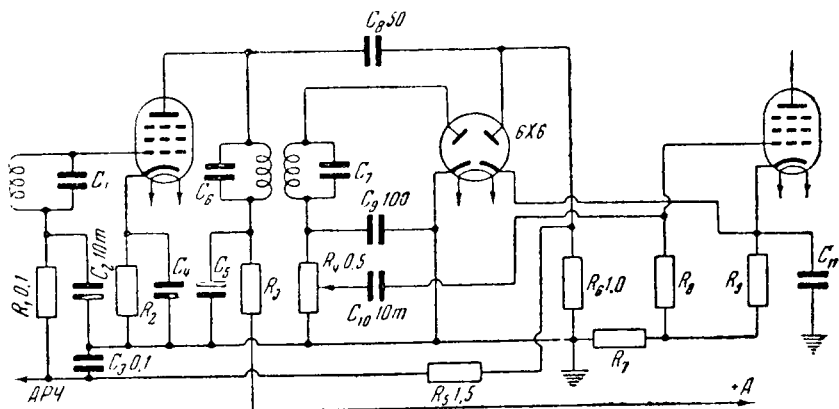 C₈ 50
6X6
C₁
C₆
C₇
C₉ 100
R₁ 0,1
C₂ 10m
R₂
C₄
C₅
R₃
R₄ 0,5
C₁₀ 10m
R₆ 1,0
R₈
R₉
C₁₁
C₃ 0,1
R₇
АРЧ
R₅ 1,5
+A